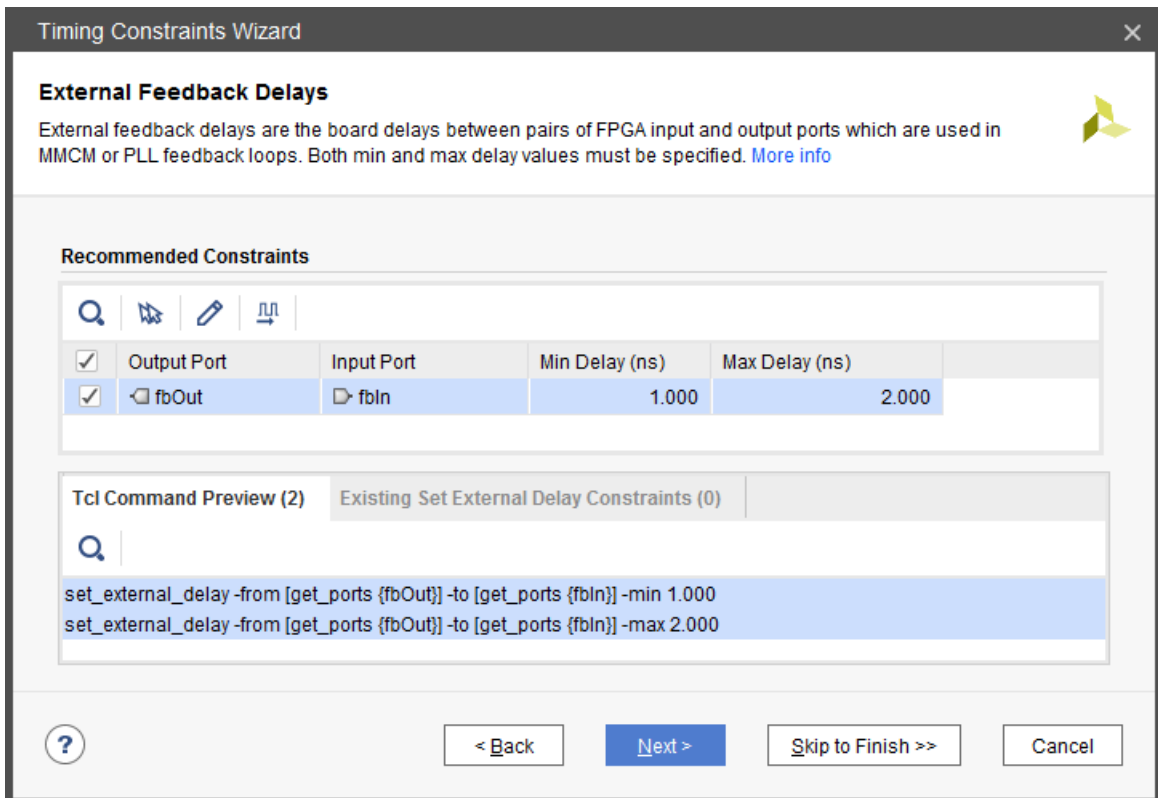 Timing Constraints Wizard
External Feedback Delays
External feedback delays are the board delays between pairs of FPGA input and output ports which are used in
MMCM or PLL feedback loops. Both min and max delay values must be specified. More info
Recommended Constraints
Output Port Input Port Min Delay (ns) Max Delay (ns)
fbOut fbIn 1.000 2.000
Tcl Command Preview (2) Existing Set External Delay Constraints (0)
set_external_delay -from [get_ports {fbOut}] -to [get_ports {fbIn}] -min 1.000
set_external_delay -from [get_ports {fbOut}] -to [get_ports {fbIn}] -max 2.000
? < Back Next > Skip to Finish >> Cancel